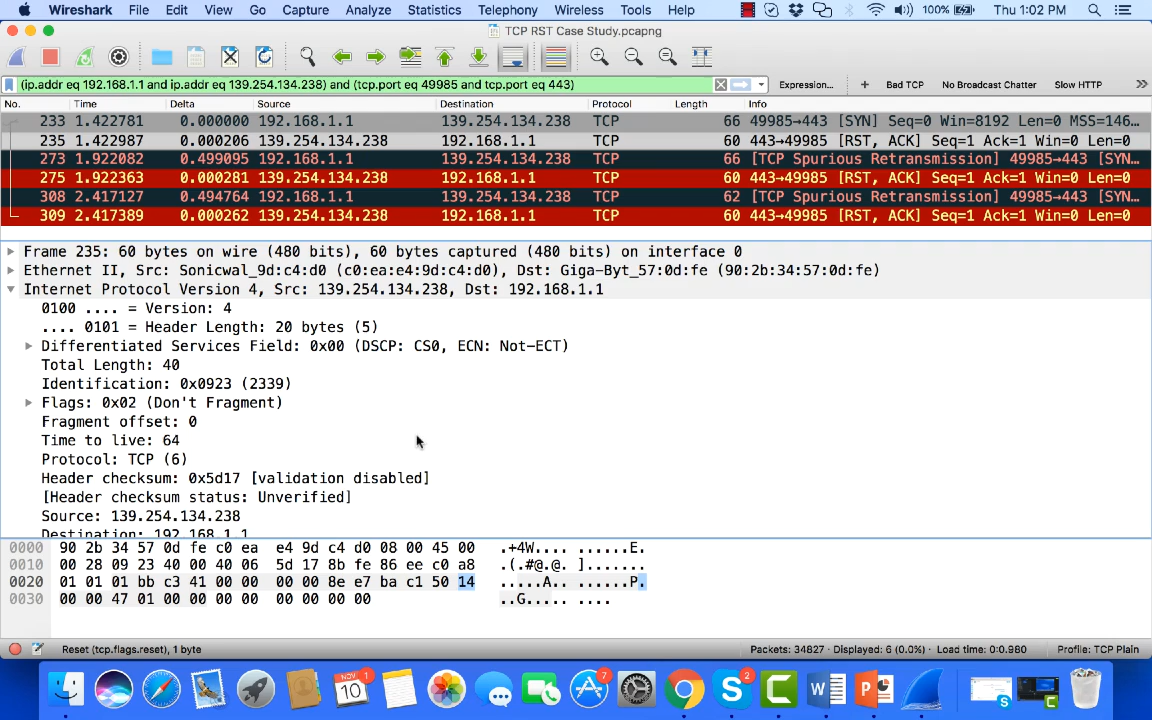 Wireshark File Edit View Go Capture Analyze Statistics Telephony Wireless Tools Help 100% Thu 1:02 PM
TCP RST Case Study.pcapng
(ip.addr eq 192.168.1.1 and ip.addr eq 139.254.134.238) and (tcp.port eq 49985 and tcp.port eq 443) Expression… + Bad TCP No Broadcast Chatter Slow HTTP »
No. Time Delta Source Destination Protocol Length Info
233 1.422781 0.000000 192.168.1.1 139.254.134.238 TCP 66 49985→443 [SYN] Seq=0 Win=8192 Len=0 MSS=146…
235 1.422987 0.000206 139.254.134.238 192.168.1.1 TCP 60 443→49985 [RST, ACK] Seq=1 Ack=1 Win=0 Len=0
273 1.922082 0.499095 192.168.1.1 139.254.134.238 TCP 66 [TCP Spurious Retransmission] 49985→443 [SYN…
275 1.922363 0.000281 139.254.134.238 192.168.1.1 TCP 60 443→49985 [RST, ACK] Seq=1 Ack=1 Win=0 Len=0
308 2.417127 0.494764 192.168.1.1 139.254.134.238 TCP 62 [TCP Spurious Retransmission] 49985→443 [SYN…
309 2.417389 0.000262 139.254.134.238 192.168.1.1 TCP 60 443→49985 [RST, ACK] Seq=1 Ack=1 Win=0 Len=0
Frame 235: 60 bytes on wire (480 bits), 60 bytes captured (480 bits) on interface 0
Ethernet II, Src: Sonicwal_9d:c4:d0 (c0:ea:e4:9d:c4:d0), Dst: Giga-Byt_57:0d:fe (90:2b:34:57:0d:fe)
Internet Protocol Version 4, Src: 139.254.134.238, Dst: 192.168.1.1
0100 .... = Version: 4
.... 0101 = Header Length: 20 bytes (5)
Differentiated Services Field: 0x00 (DSCP: CS0, ECN: Not-ECT)
Total Length: 40
Identification: 0x0923 (2339)
Flags: 0x02 (Don't Fragment)
Fragment offset: 0
Time to live: 64
Protocol: TCP (6)
Header checksum: 0x5d17 [validation disabled]
[Header checksum status: Unverified]
Source: 139.254.134.238
Destination: 192.168.1.1
0000 90 2b 34 57 0d fe c0 ea e4 9d c4 d0 08 00 45 00 .+4W.... ......E.
0010 00 28 09 23 40 00 40 06 5d 17 8b fe 86 ee c0 a8 .(.#@.@. ].......
0020 01 01 01 bb c3 41 00 00 00 00 8e e7 ba c1 50 14 .....A.. ......P.
0030 00 00 47 01 00 00 00 00 00 00 00 00 ..G..... ....
Reset (tcp.flags.reset), 1 byte Packets: 34827 · Displayed: 6 (0.0%) · Load time: 0:0.980 Profile: TCP Plain
NOV 1 7 2
10